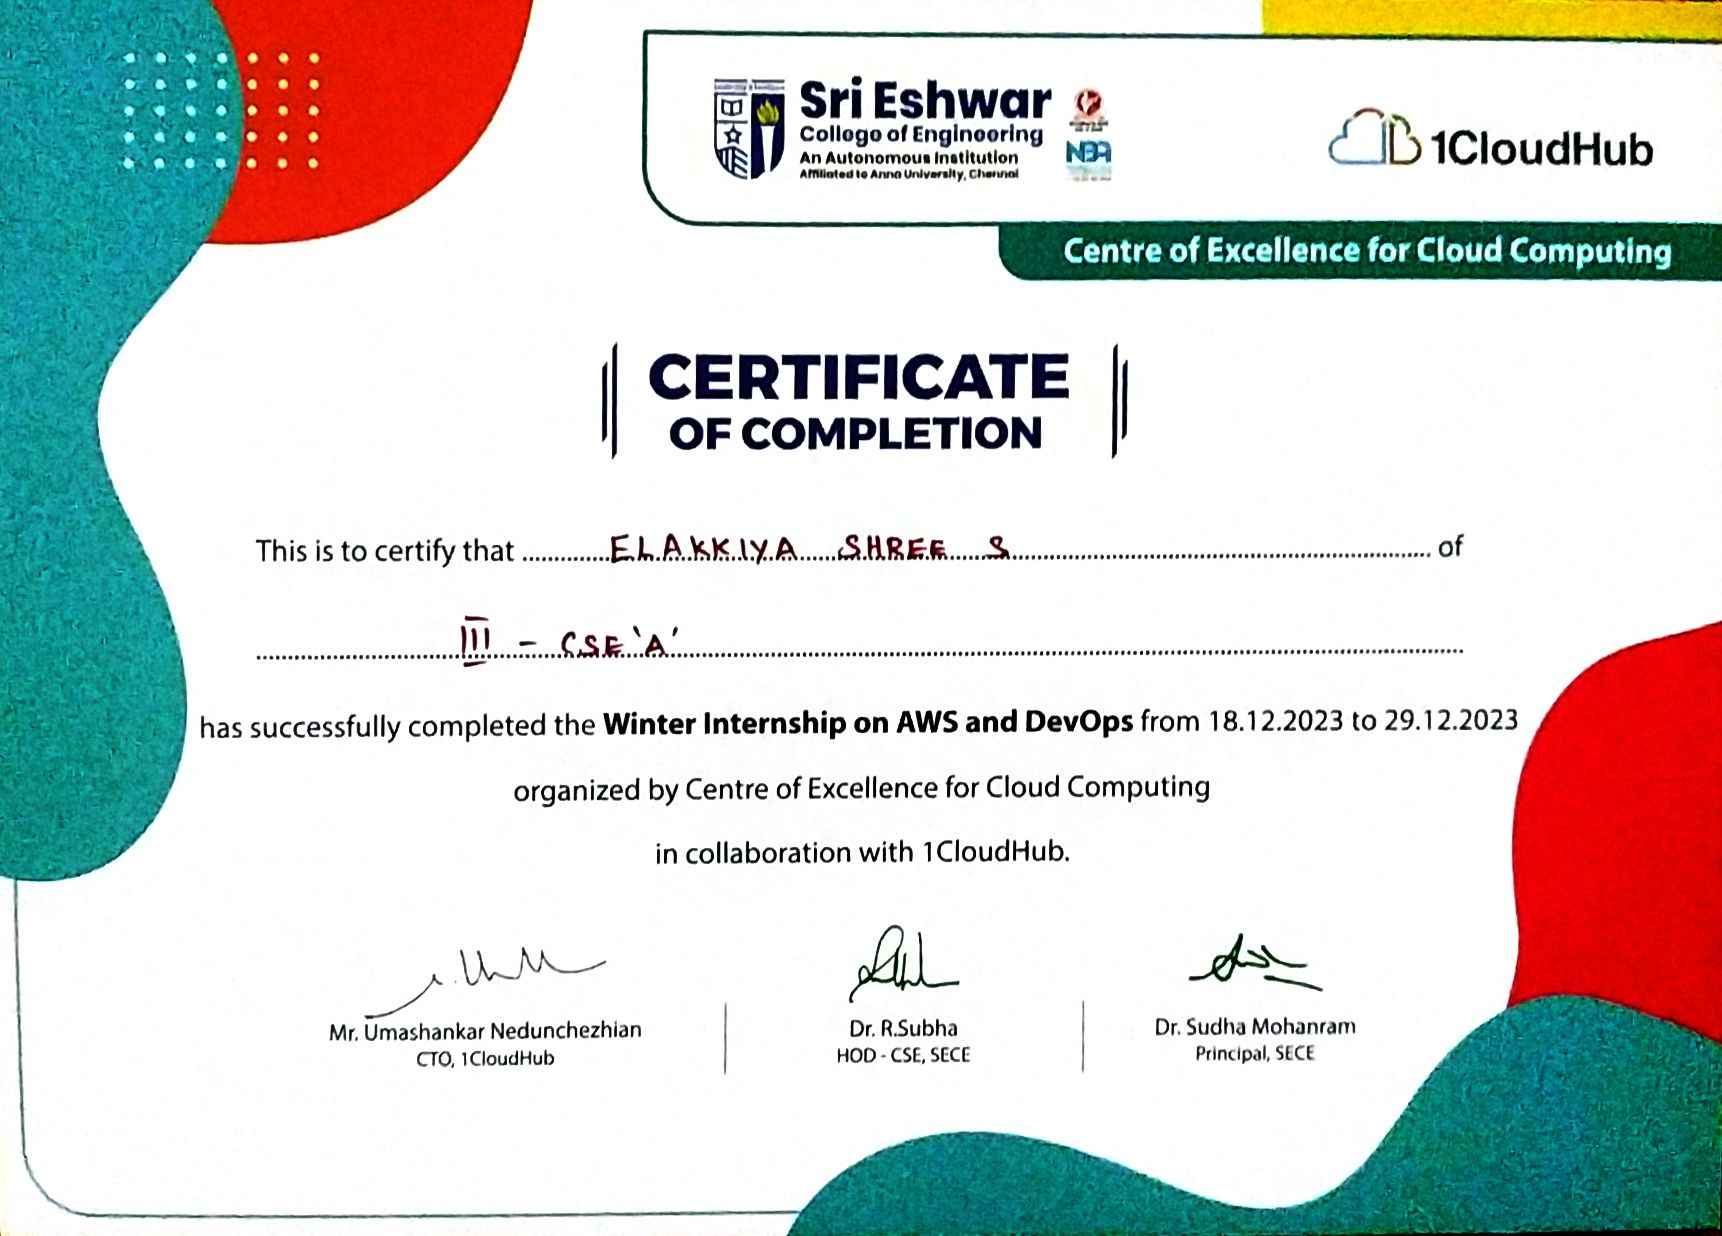 Sri Eshwar
College of Engineering
An Autonomous Institution
Affiliated to Anna University, Chennai
NBA
1CloudHub
Centre of Excellence for Cloud Computing
CERTIFICATE
OF COMPLETION
This is to certify that ELAKKIYA SHREE S of
III - CSE 'A'
has successfully completed the Winter Internship on AWS and DevOps from 18.12.2023 to 29.12.2023
organized by Centre of Excellence for Cloud Computing
in collaboration with 1CloudHub.
Mr. Umashankar Nedunchezhian
CTO, 1CloudHub
Dr. R.Subha
HOD - CSE, SECE
Dr. Sudha Mohanram
Principal, SECE